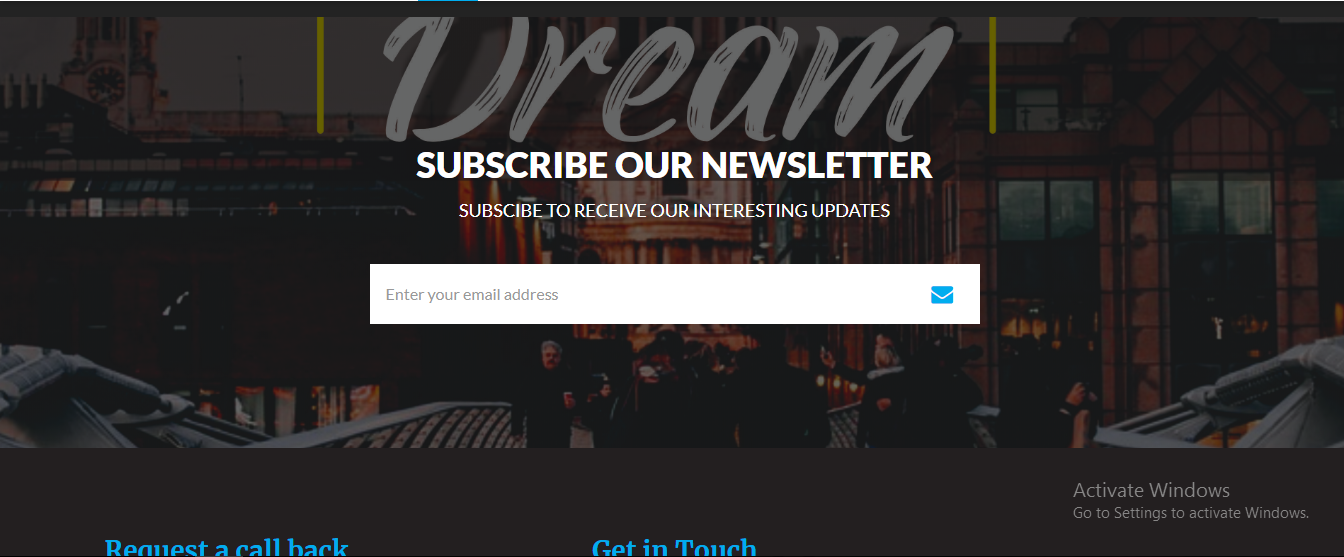 Dream
SUBSCRIBE OUR NEWSLETTER
SUBSCIBE TO RECEIVE OUR INTERESTING UPDATES
Enter your email address
Activate Windows
Go to Settings to activate Windows.
Request a call back
Get in Touch